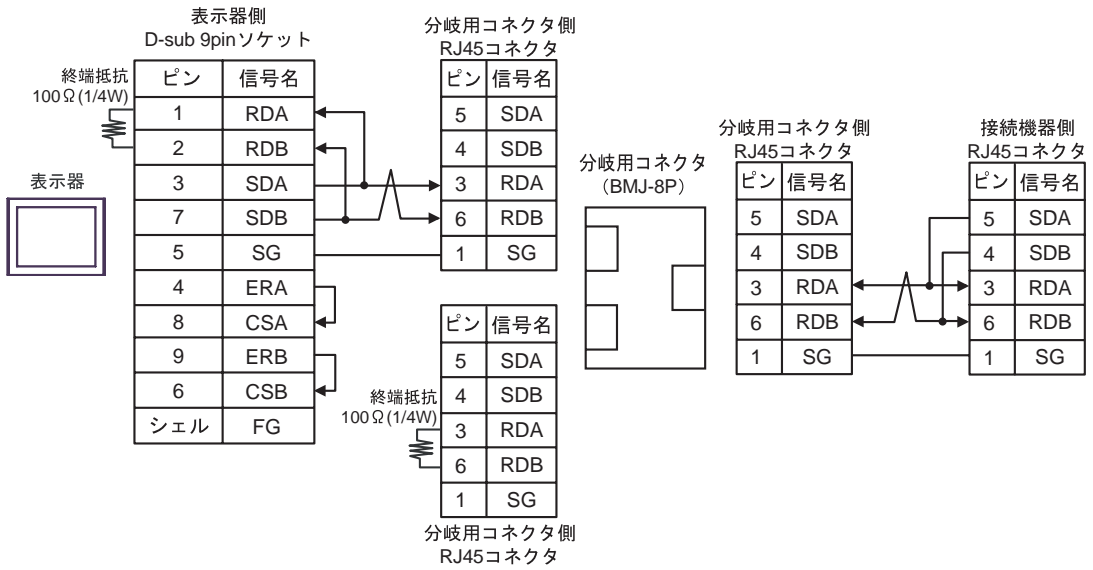 表示器
表示器側
D-sub 9pinソケット
終端抵抗
100Ω(1/4W)
ピン 信号名
1 RDA
2 RDB
3 SDA
7 SDB
5 SG
4 ERA
8 CSA
9 ERB
6 CSB
シェル FG
分岐用コネクタ側
RJ45コネクタ
ピン 信号名
5 SDA
4 SDB
3 RDA
6 RDB
1 SG
終端抵抗
100Ω(1/4W)
ピン 信号名
5 SDA
4 SDB
3 RDA
6 RDB
1 SG
分岐用コネクタ側
RJ45コネクタ
分岐用コネクタ
（BMJ-8P）
分岐用コネクタ側
RJ45コネクタ
ピン 信号名
5 SDA
4 SDB
3 RDA
6 RDB
1 SG
接続機器側
RJ45コネクタ
ピン 信号名
5 SDA
4 SDB
3 RDA
6 RDB
1 SG